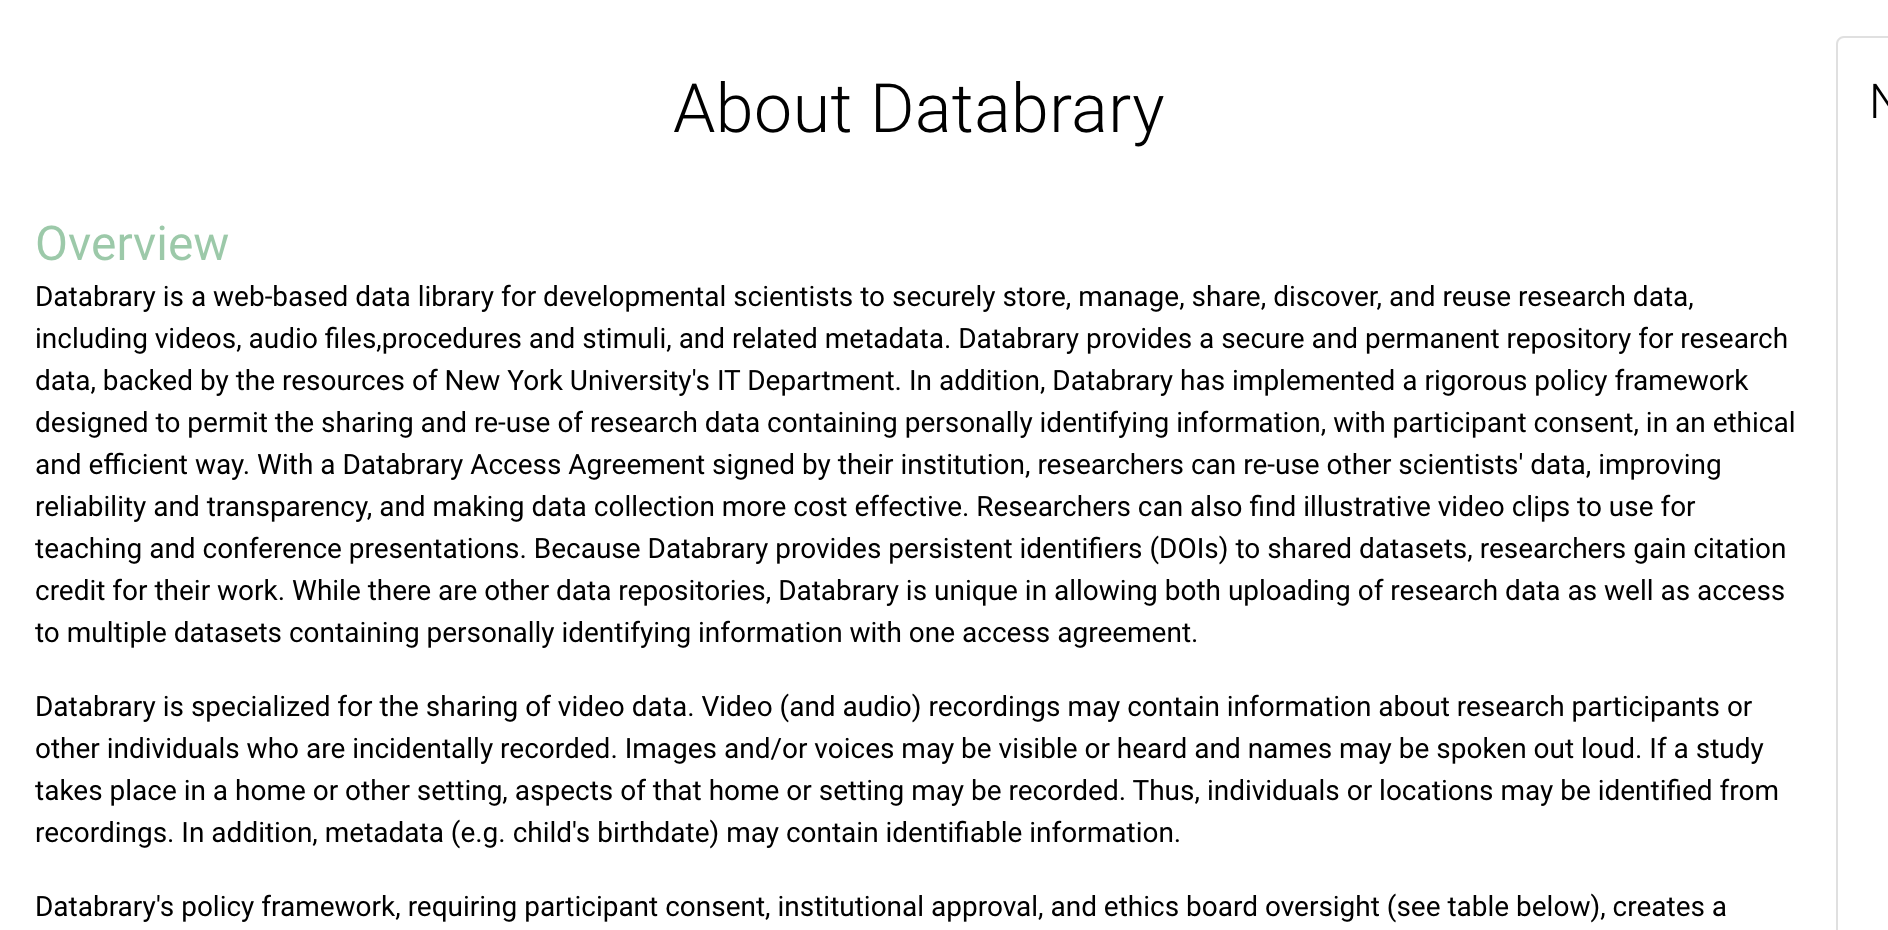 About Databrary
N
Overview
Databrary is a web-based data library for developmental scientists to securely store, manage, share, discover, and reuse research data,
including videos, audio files,procedures and stimuli, and related metadata. Databrary provides a secure and permanent repository for research
data, backed by the resources of New York University's IT Department. In addition, Databrary has implemented a rigorous policy framework
designed to permit the sharing and re-use of research data containing personally identifying information, with participant consent, in an ethical
and efficient way. With a Databrary Access Agreement signed by their institution, researchers can re-use other scientists' data, improving
reliability and transparency, and making data collection more cost effective. Researchers can also find illustrative video clips to use for
teaching and conference presentations. Because Databrary provides persistent identifiers (DOIs) to shared datasets, researchers gain citation
credit for their work. While there are other data repositories, Databrary is unique in allowing both uploading of research data as well as access
to multiple datasets containing personally identifying information with one access agreement.
Databrary is specialized for the sharing of video data. Video (and audio) recordings may contain information about research participants or
other individuals who are incidentally recorded. Images and/or voices may be visible or heard and names may be spoken out loud. If a study
takes place in a home or other setting, aspects of that home or setting may be recorded. Thus, individuals or locations may be identified from
recordings. In addition, metadata (e.g. child's birthdate) may contain identifiable information.
Databrary's policy framework, requiring participant consent, institutional approval, and ethics board oversight (see table below), creates a